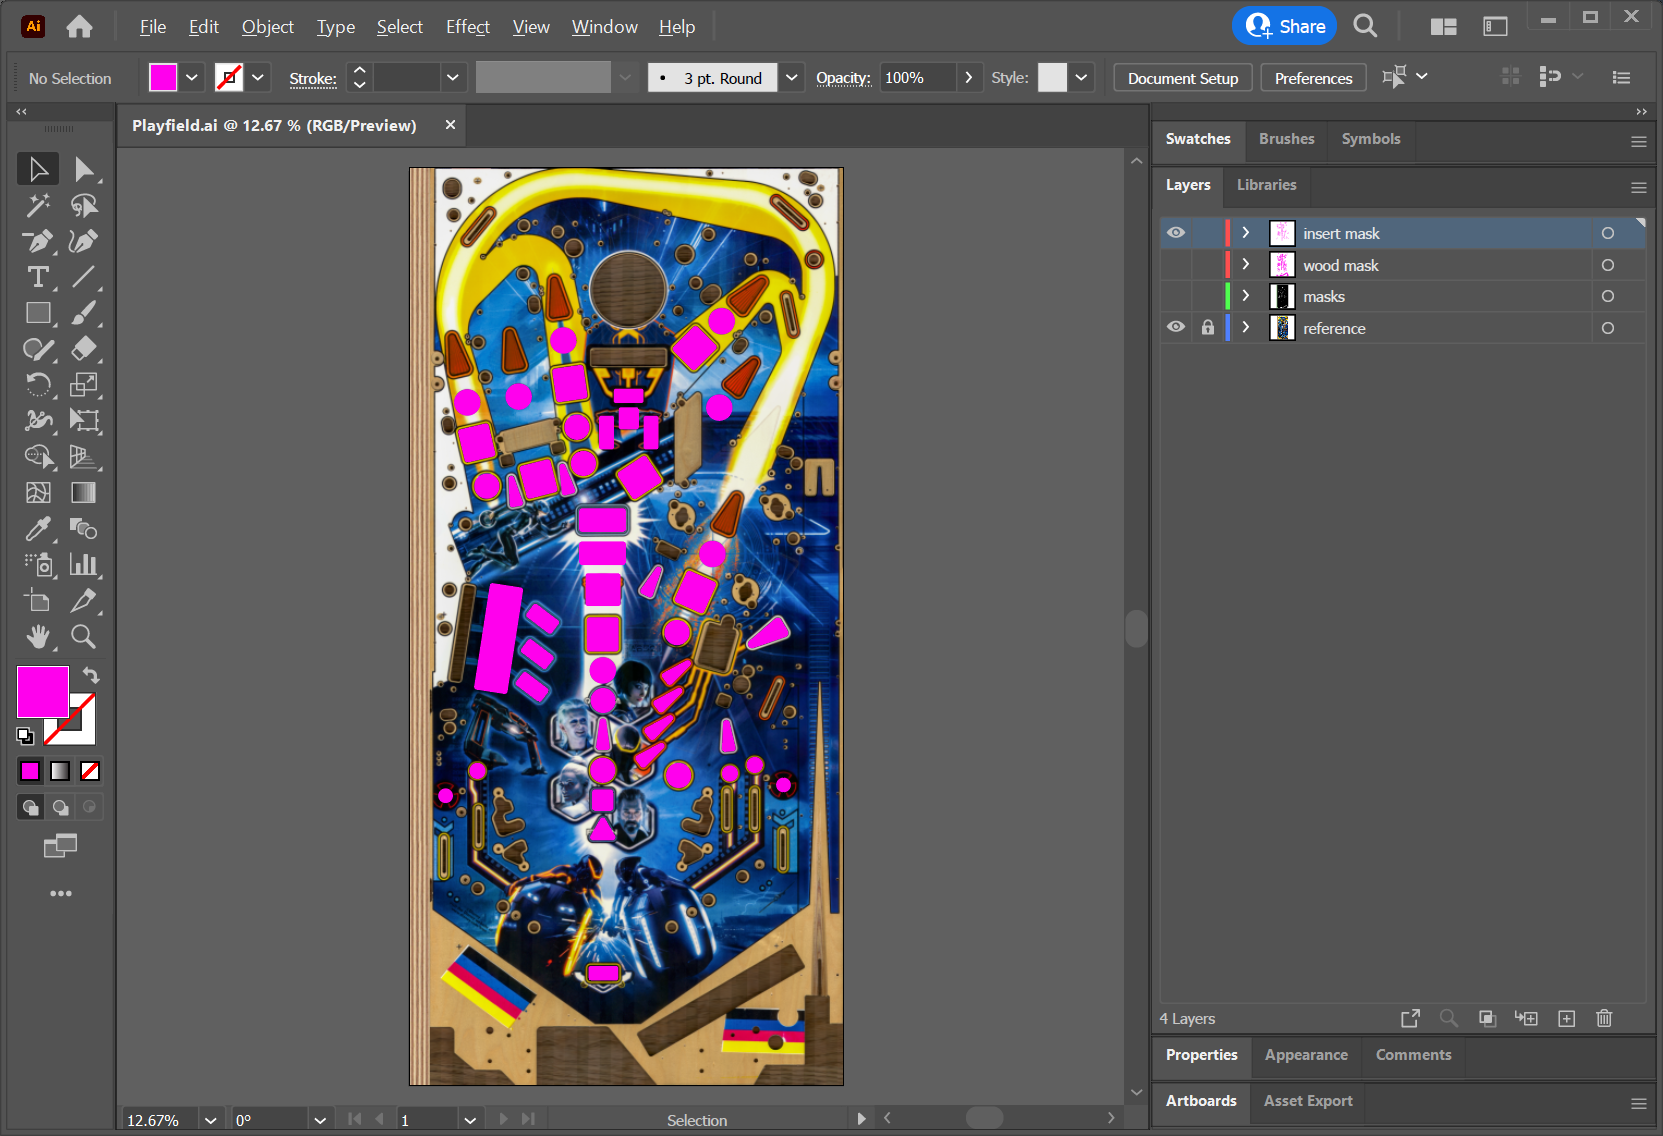 Ai File Edit Object Type Select Effect View Window Help Share
No Selection Stroke: 3 pt. Round Opacity: 100% Style: Document Setup Preferences
Playfield.ai @ 12.67 % (RGB/Preview)
Swatches Brushes Symbols
Layers Libraries
insert mask
wood mask
masks
reference
4 Layers
Properties Appearance Comments
Artboards Asset Export
12.67% 0° 1 Selection